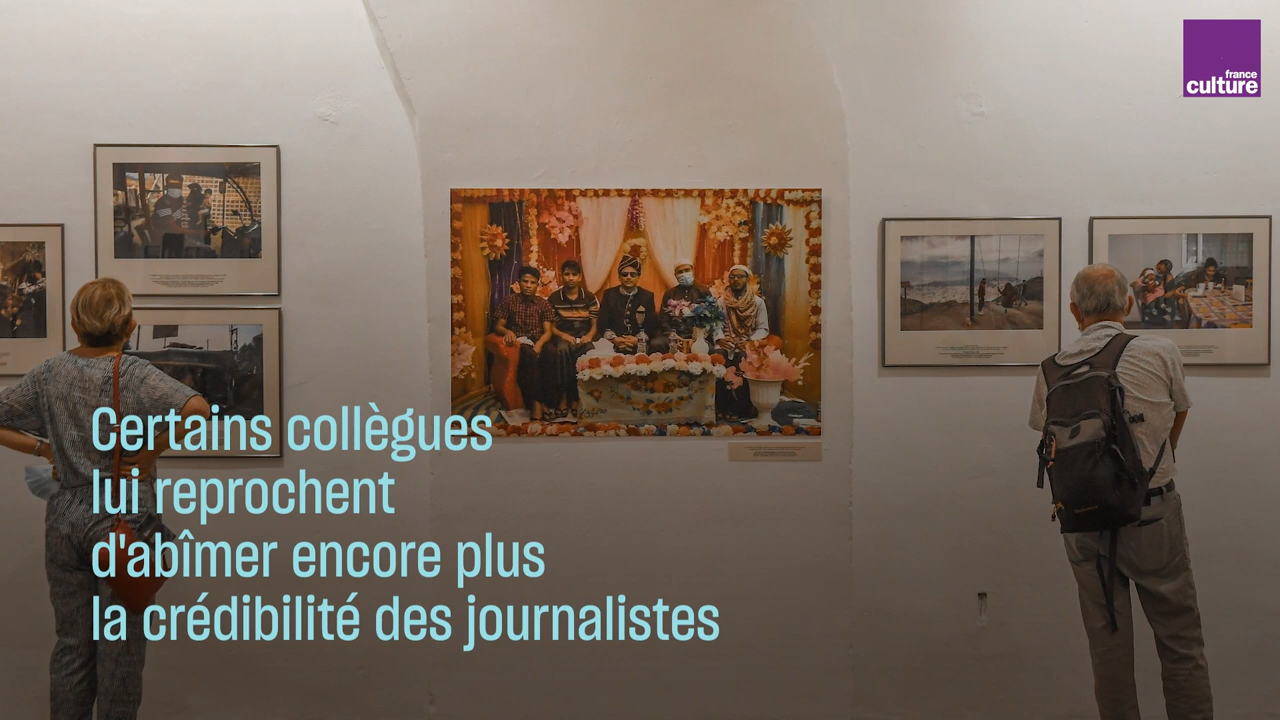 france
culture
Certains collègues
lui reprochent
d'abîmer encore plus
la crédibilité des journalistes